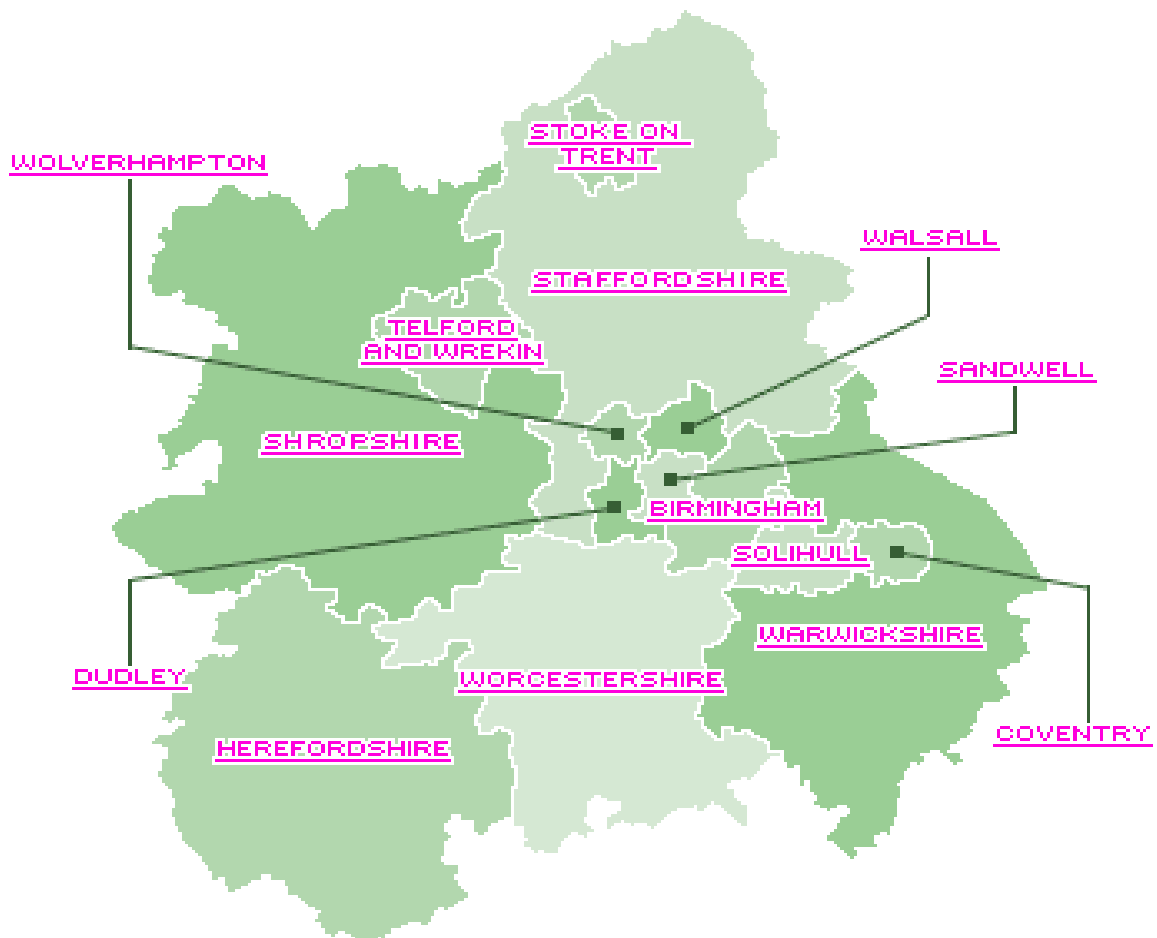 STOKE ON
TRENT
WOLVERHAMPTON
WALSALL
STAFFORDSHIRE
TELFORD
AND WREKIN
SANDWELL
SHROPSHIRE
BIRMINGHAM
SOLIHULL
WARWICKSHIRE
DUDLEY
WORCESTERSHIRE
COVENTRY
HEREFORDSHIRE